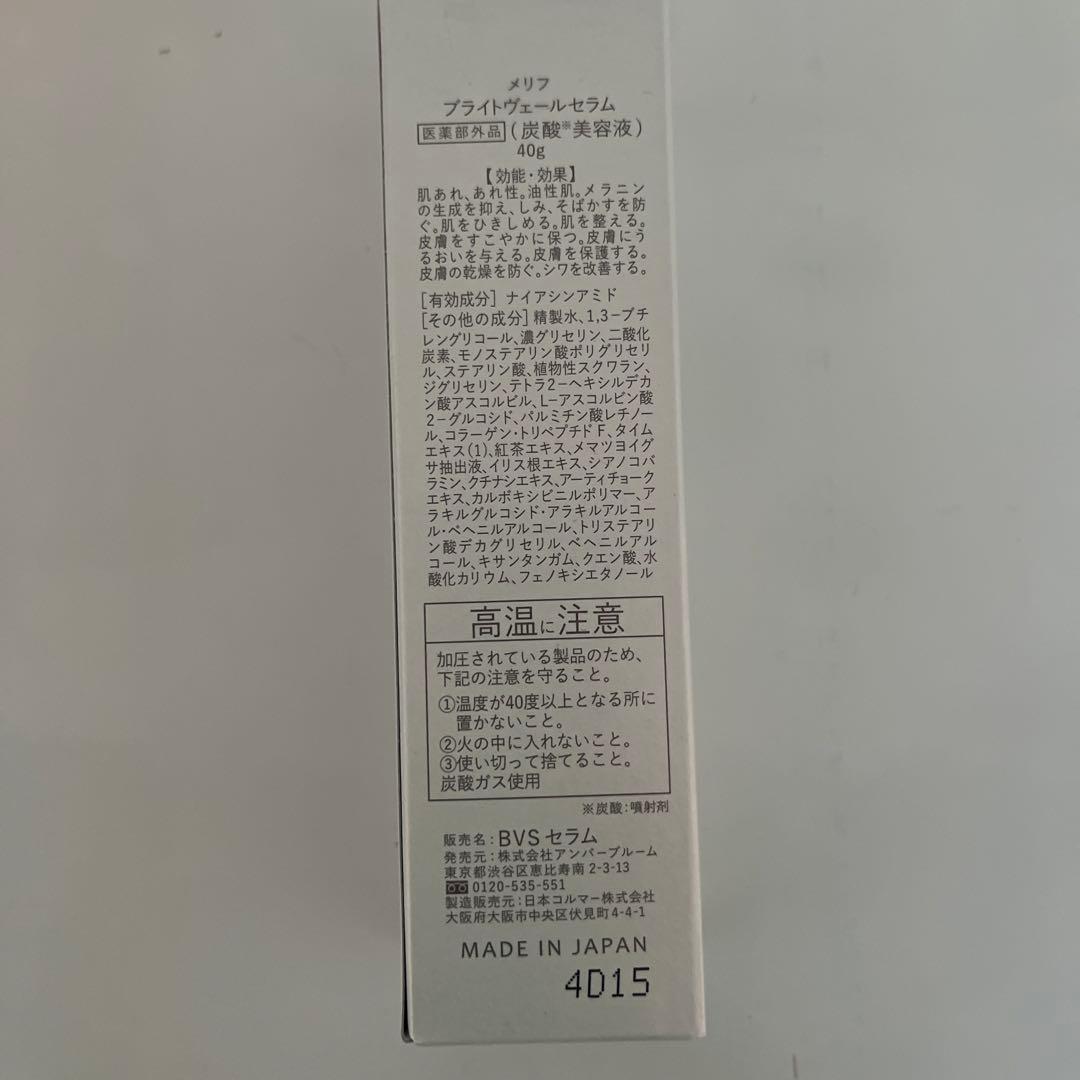 メリフ
ブライトヴェールセラム
医薬部外品(炭酸※美容液)
40g
【効能・効果】
肌あれ、あれ性。油性肌。メラニン
の生成を抑え、しみ、そばかすを防
ぐ。肌をひきしめる。肌を整える。
皮膚をすこやかに保つ。皮膚にう
るおいを与える。皮膚を保護する。
皮膚の乾燥を防ぐ。シワを改善する。
[有効成分] ナイアシンアミド
[その他の成分] 精製水、1,3-ブチ
レングリコール、濃グリセリン、二酸化
炭素、モノステアリン酸ポリグリセリ
ル、ステアリン酸、植物性スクワラン、
ジグリセリン、テトラ2-ヘキシルデカ
ン酸アスコルビル、L-アスコルビン酸
2-グルコシド、パルミチン酸レチノー
ル、コラーゲン・トリペプチド F、タイム
エキス(1)、紅茶エキス、メマツヨイグ
サ抽出液、イリス根エキス、シアノコバ
ラミン、クチナシエキス、アーティチョーク
エキス、カルボキシビニルポリマー、ア
ラキルグルコシド・アラキルアルコー
ル・ベヘニルアルコール、トリステアリ
ン酸デカグリセリル、ベヘニルアル
コール、キサンタンガム、クエン酸、水
酸化カリウム、フェノキシエタノール
高温に注意
加圧されている製品のため、
下記の注意を守ること。
①温度が40度以上となる所に
置かないこと。
②火の中に入れないこと。
③使い切って捨てること。
炭酸ガス使用
※炭酸:噴射剤
販売名:BVS セラム
発売元:株式会社アンバーブルーム
東京都渋谷区恵比寿南 2-3-13
0120-535-551
製造販売元:日本コルマー株式会社
大阪府大阪市中央区伏見町4-4-1
MADE IN JAPAN
4D15